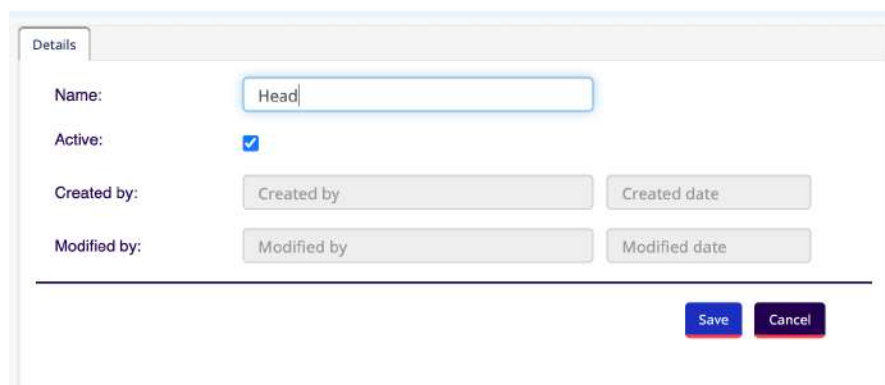 Details
Name: Head
Active:
Created by: Created by Created date
Modified by: Modified by Modified date
Save Cancel